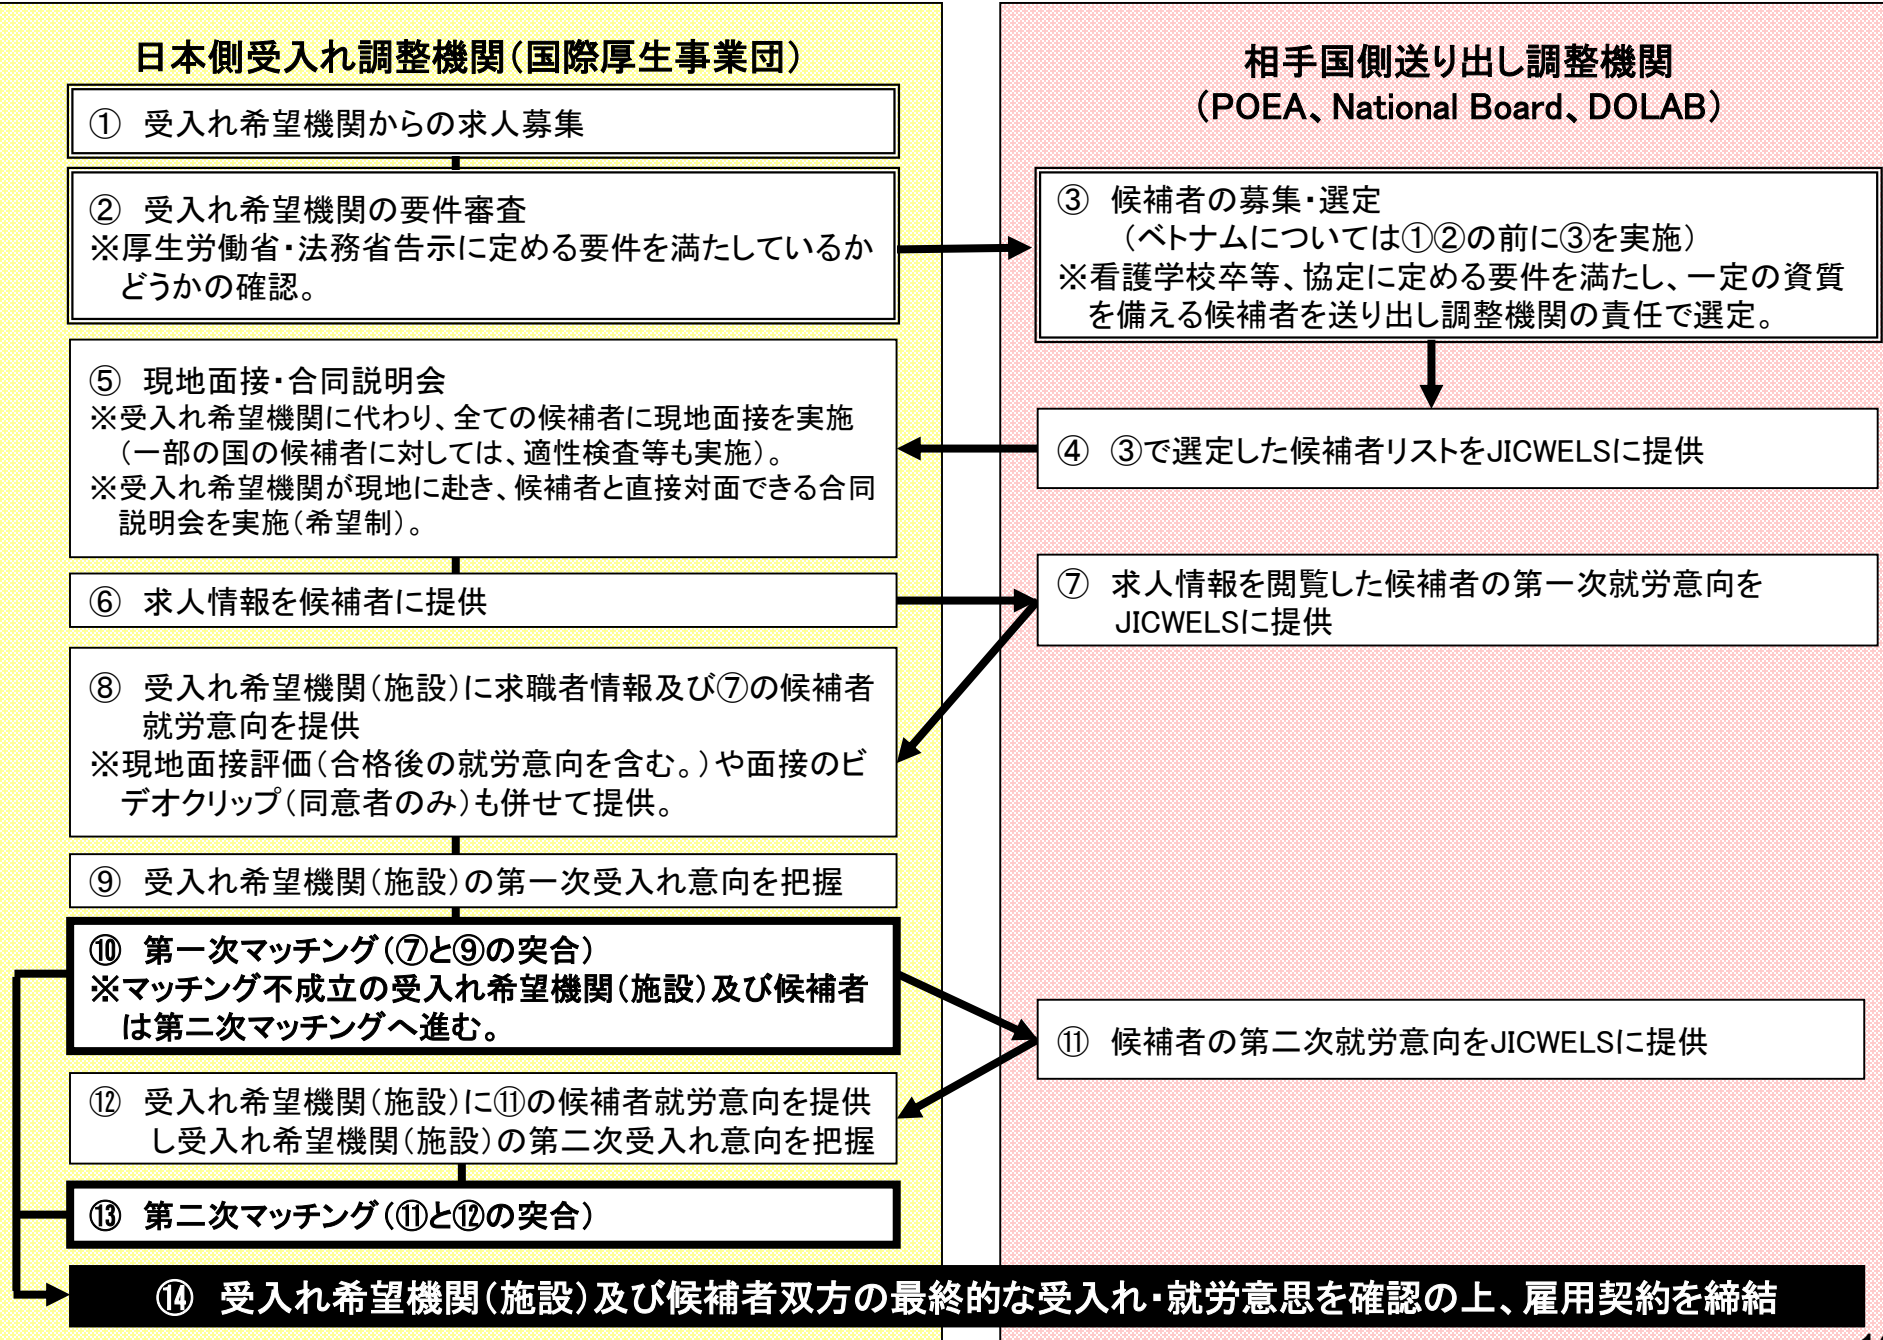 日本側受入れ調整機関（国際厚生事業団）
① 受入れ希望機関からの求人募集
② 受入れ希望機関の要件審査
※厚生労働省・法務省告示に定める要件を満たしているか
どうかの確認。
相手国側送り出し調整機関
（POEA、National Board、DOLAB）
③ 候補者の募集・選定
（ベトナムについては①②の前に③を実施）
※看護学校卒等、協定に定める要件を満たし、一定の資質
を備える候補者を送り出し調整機関の責任で選定。
④ ③で選定した候補者リストをJICWELSに提供
⑤ 現地面接・合同説明会
※受入れ希望機関に代わり、全ての候補者に現地面接を実施
（一部の国の候補者に対しては、適性検査等も実施）。
※受入れ希望機関が現地に赴き、候補者と直接対面できる合同
説明会を実施（希望制）。
⑥ 求人情報を候補者に提供
⑦ 求人情報を閲覧した候補者の第一次就労意向を
JICWELSに提供
⑧ 受入れ希望機関（施設）に求職者情報及び⑦の候補者
就労意向を提供
※現地面接評価（合格後の就労意向を含む。）や面接のビ
デオクリップ（同意者のみ）も併せて提供。
⑨ 受入れ希望機関（施設）の第一次受入れ意向を把握
⑩ 第一次マッチング（⑦と⑨の突合）
※マッチング不成立の受入れ希望機関（施設）及び候補者
は第二次マッチングへ進む。
⑪ 候補者の第二次就労意向をJICWELSに提供
⑫ 受入れ希望機関（施設）に⑪の候補者就労意向を提供
し受入れ希望機関（施設）の第二次受入れ意向を把握
⑬ 第二次マッチング（⑪と⑫の突合）
⑭ 受入れ希望機関（施設）及び候補者双方の最終的な受入れ・就労意思を確認の上、雇用契約を締結